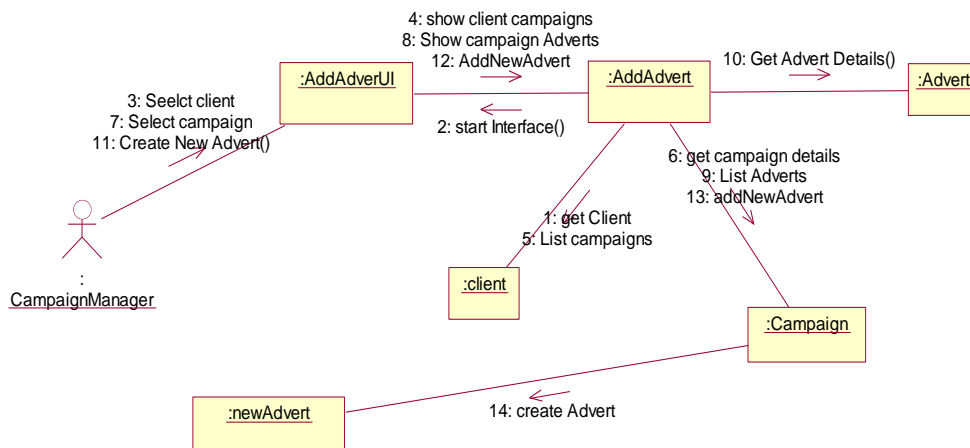 4: show client campaigns
8: Show campaign Adverts
12: AddNewAdvert
10: Get Advert Details()
:AddAdverUI
:AddAdvert
:Advert
3: Seelct client
7: Select campaign
11: Create New Advert()
2: start Interface()
6: get campaign details
9: List Adverts
13: addNewAdvert
1: get Client
5: List campaigns
:
CampaignManager
:client
:Campaign
:newAdvert
14: create Advert